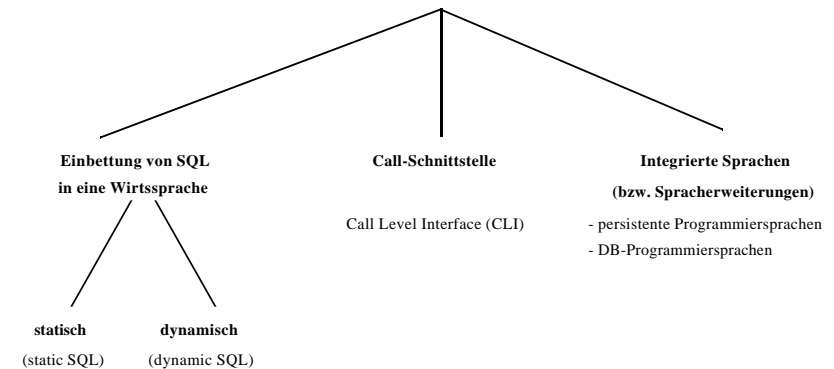 Einbettung von SQL
in eine Wirtssprache
Call-Schnittstelle
Call Level Interface (CLI)
Integrierte Sprachen
(bzw. Spracherweiterungen)
- persistente Programmiersprachen
- DB-Programmiersprachen
statisch
(static SQL)
dynamisch
(dynamic SQL)